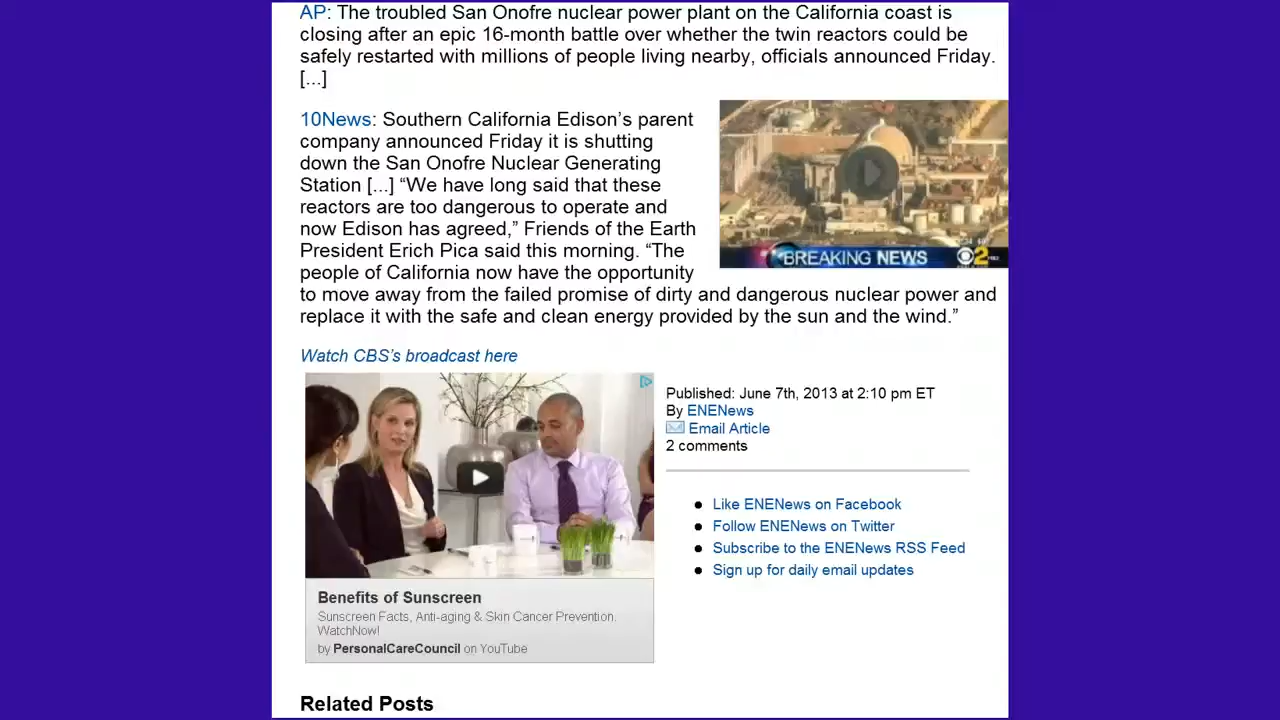 AP: The troubled San Onofre nuclear power plant on the California coast is
closing after an epic 16-month battle over whether the twin reactors could be
safely restarted with millions of people living nearby, officials announced Friday.
[...]
10News: Southern California Edison’s parent
company announced Friday it is shutting
down the San Onofre Nuclear Generating
Station [...] “We have long said that these
reactors are too dangerous to operate and
now Edison has agreed,” Friends of the Earth
President Erich Pica said this morning. “The
people of California now have the opportunity
to move away from the failed promise of dirty and dangerous nuclear power and
replace it with the safe and clean energy provided by the sun and the wind.”
BREAKING NEWS
2
Watch CBS’s broadcast here
Published: June 7th, 2013 at 2:10 pm ET
By ENENews
Email Article
2 comments
Like ENENews on Facebook
Follow ENENews on Twitter
Subscribe to the ENENews RSS Feed
Sign up for daily email updates
Benefits of Sunscreen
Sunscreen Facts, Anti-aging & Skin Cancer Prevention.
WatchNow!
by PersonalCareCouncil on YouTube
Related Posts